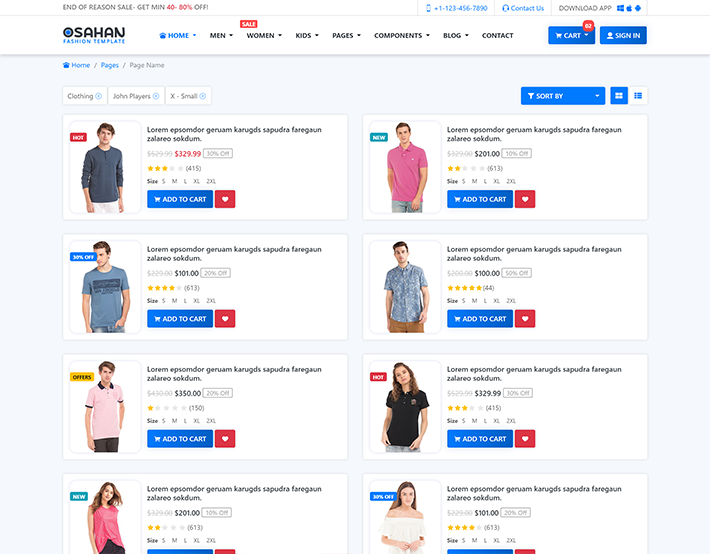 END OF REASON SALE- GET MIN 40- 80% OFF!
+1-123-456-7890
Contact Us
DOWNLOAD APP
OSAHAN
FASHION TEMPLATE
HOME
MEN
SALE
WOMEN
KIDS
PAGES
COMPONENTS
BLOG
CONTACT
CART
02
SIGN IN
Home / Pages / Page Name
Clothing
John Players
X - Small
SORT BY
HOT
Lorem epsomdor geruam karugds sapudra faregaun
zalareo sokdum.
$529.99 $329.99 30% Off
(415)
Size S M L XL 2XL
ADD TO CART
NEW
Lorem epsomdor geruam karugds sapudra faregaun
zalareo sokdum.
$329.00 $201.00 10% Off
(613)
Size S M L XL 2XL
ADD TO CART
30% OFF
Lorem epsomdor geruam karugds sapudra faregaun
zalareo sokdum.
$229.00 $101.00 20% Off
(613)
Size S M L XL 2XL
ADD TO CART
Lorem epsomdor geruam karugds sapudra faregaun
zalareo sokdum.
$200.00 $100.00 50% Off
(44)
Size S M L XL 2XL
ADD TO CART
OFFERS
Lorem epsomdor geruam karugds sapudra faregaun
zalareo sokdum.
$430.00 $350.00 20% Off
(150)
Size S M L XL 2XL
ADD TO CART
HOT
Lorem epsomdor geruam karugds sapudra faregaun
zalareo sokdum.
$529.99 $329.99 30% Off
(415)
Size S M L XL 2XL
ADD TO CART
NEW
Lorem epsomdor geruam karugds sapudra faregaun
zalareo sokdum.
$329.00 $201.00 10% Off
(613)
Size S M L XL 2XL
ADD TO CART
30% OFF
Lorem epsomdor geruam karugds sapudra faregaun
zalareo sokdum.
$229.00 $101.00 20% Off
(613)
Size S M L XL 2XL
ADD TO CART